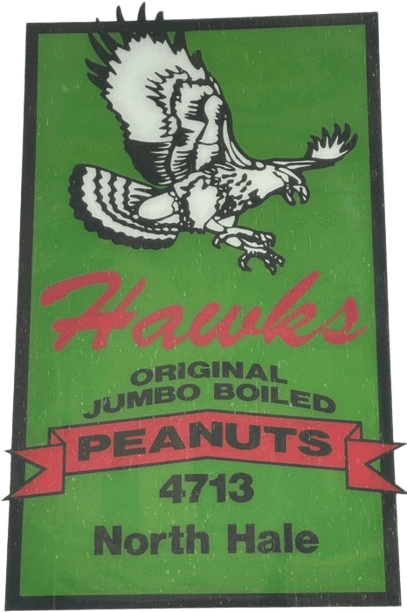 Hawks
ORIGINAL
JUMBO BOILED
PEANUTS
4713
North Hale